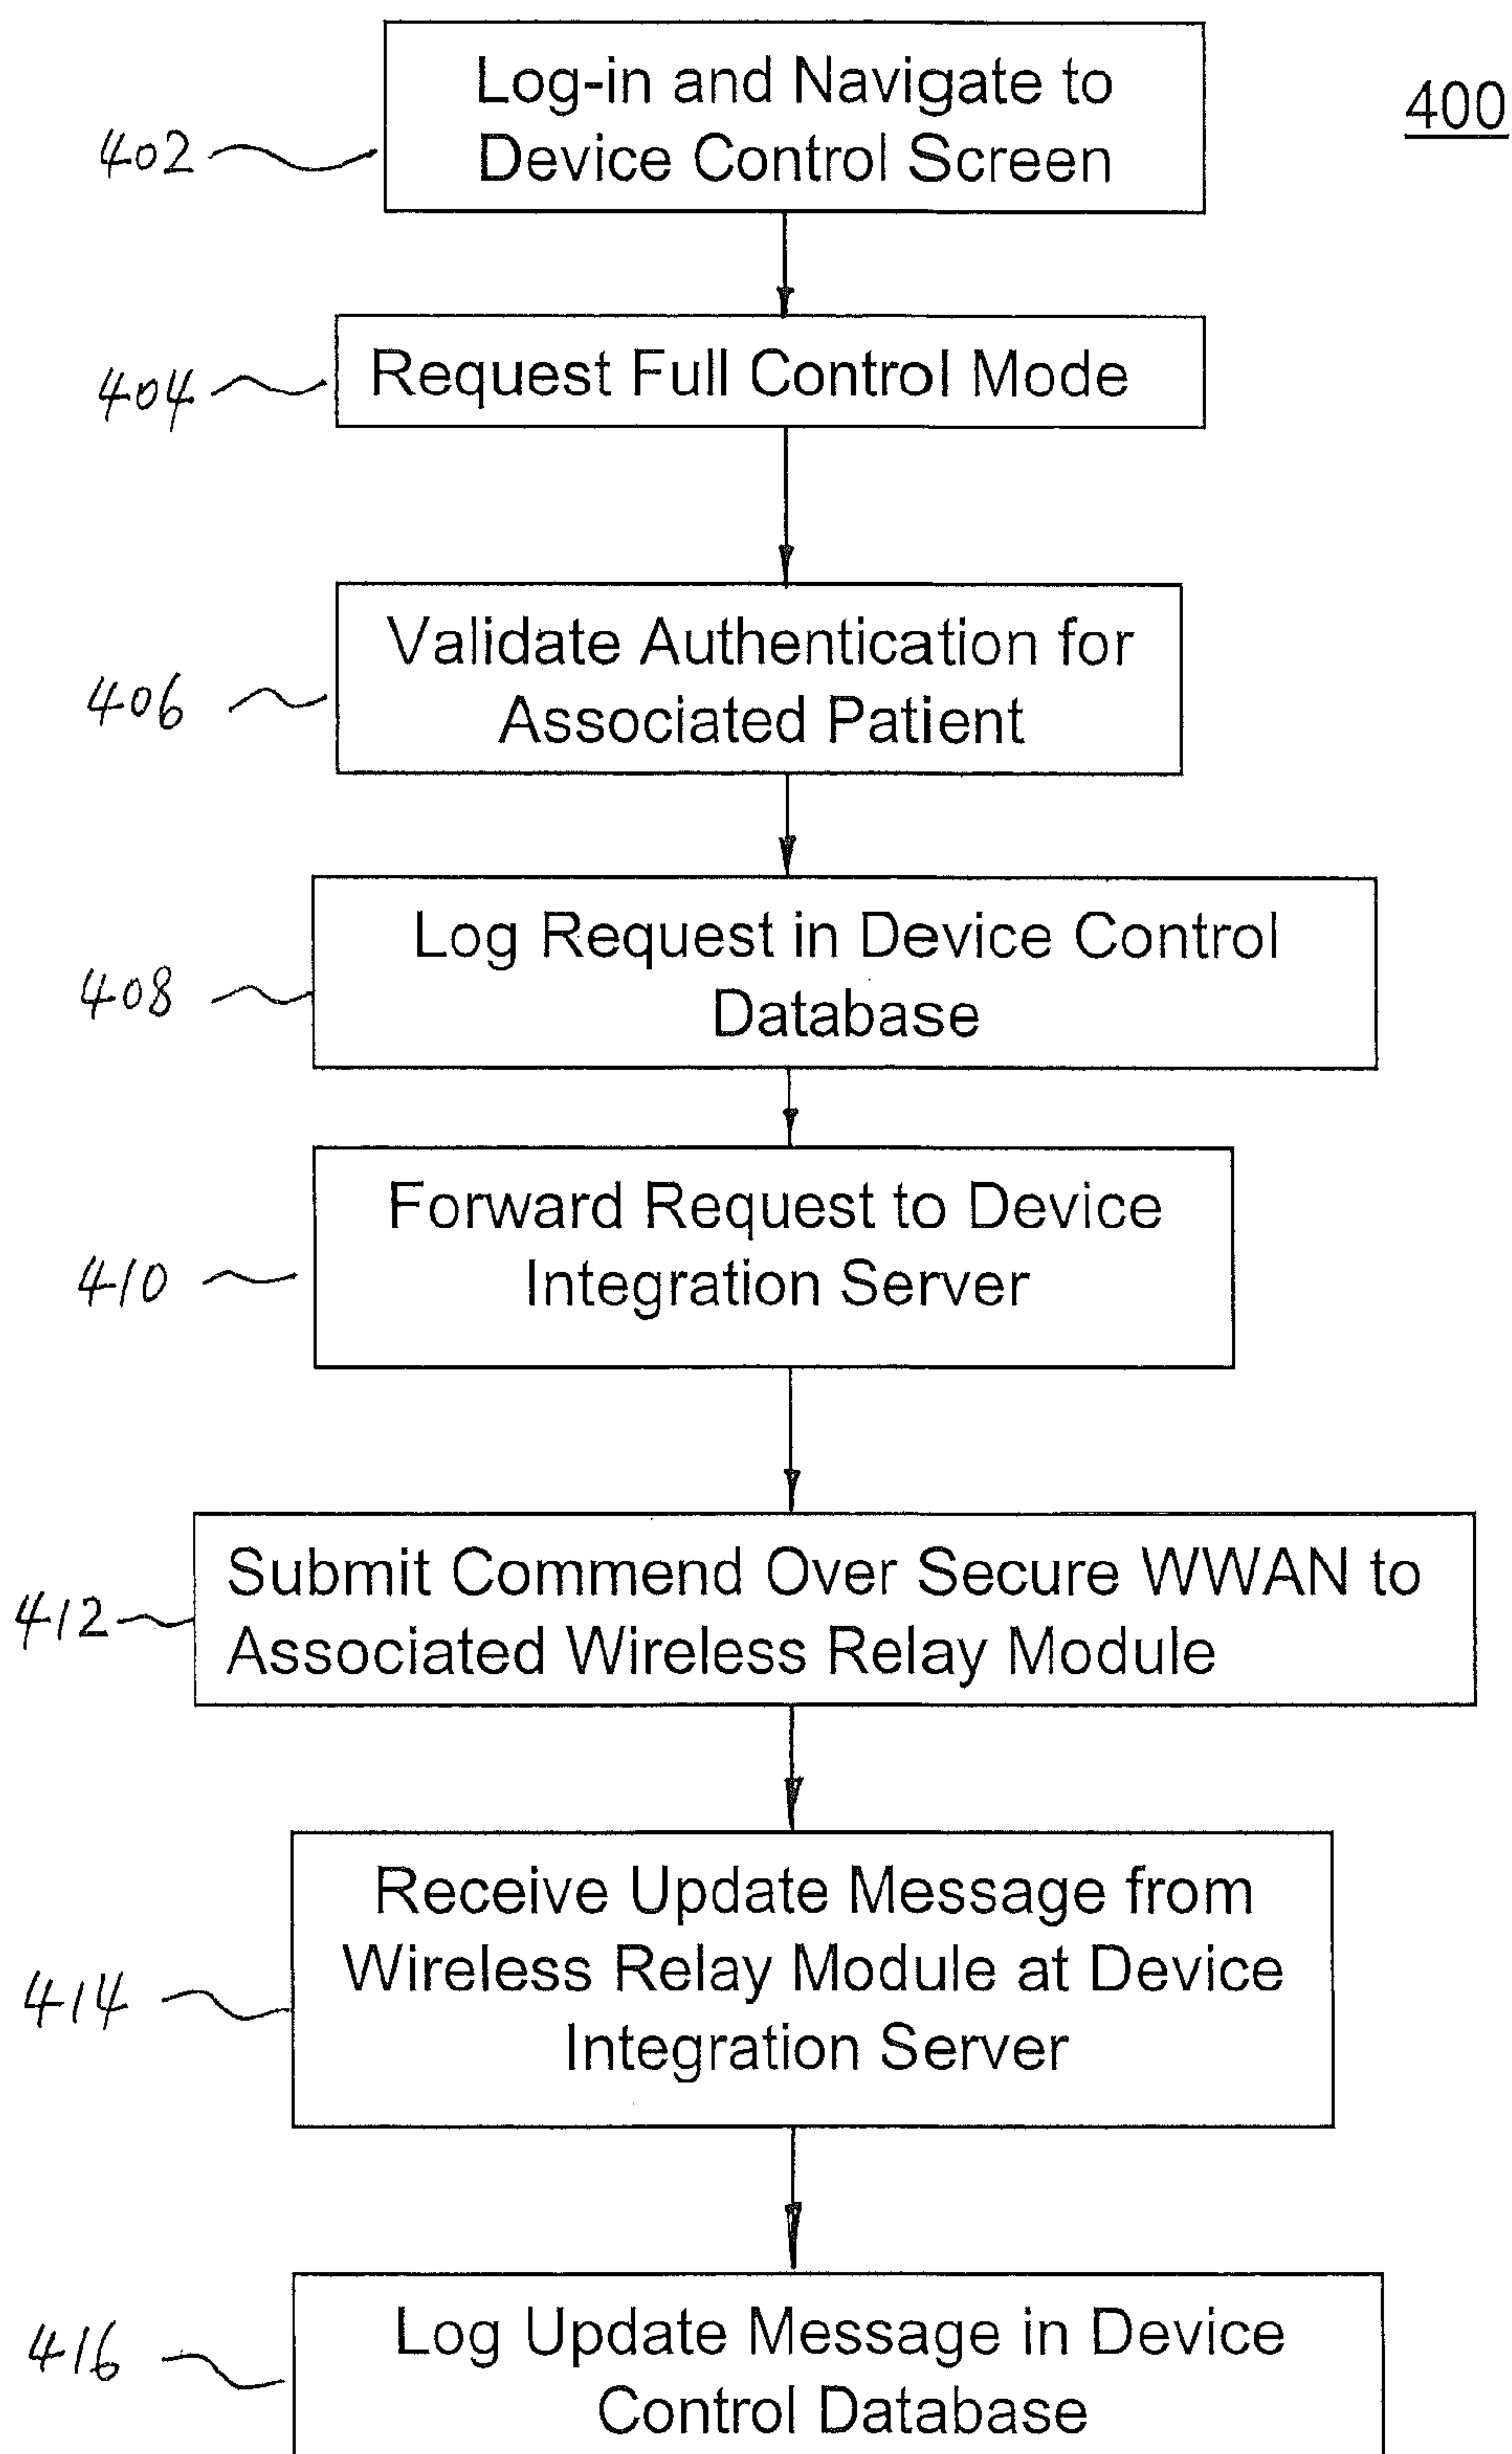 Log-in and Navigate to
Device Control Screen
400
402
Request Full Control Mode
404
Validate Authentication for
Associated Patient
406
Log Request in Device Control
Database
408
Forward Request to Device
Integration Server
410
Submit Commend Over Secure WWAN to
Associated Wireless Relay Module
412
Receive Update Message from
Wireless Relay Module at Device
Integration Server
414
Log Update Message in Device
Control Database
416